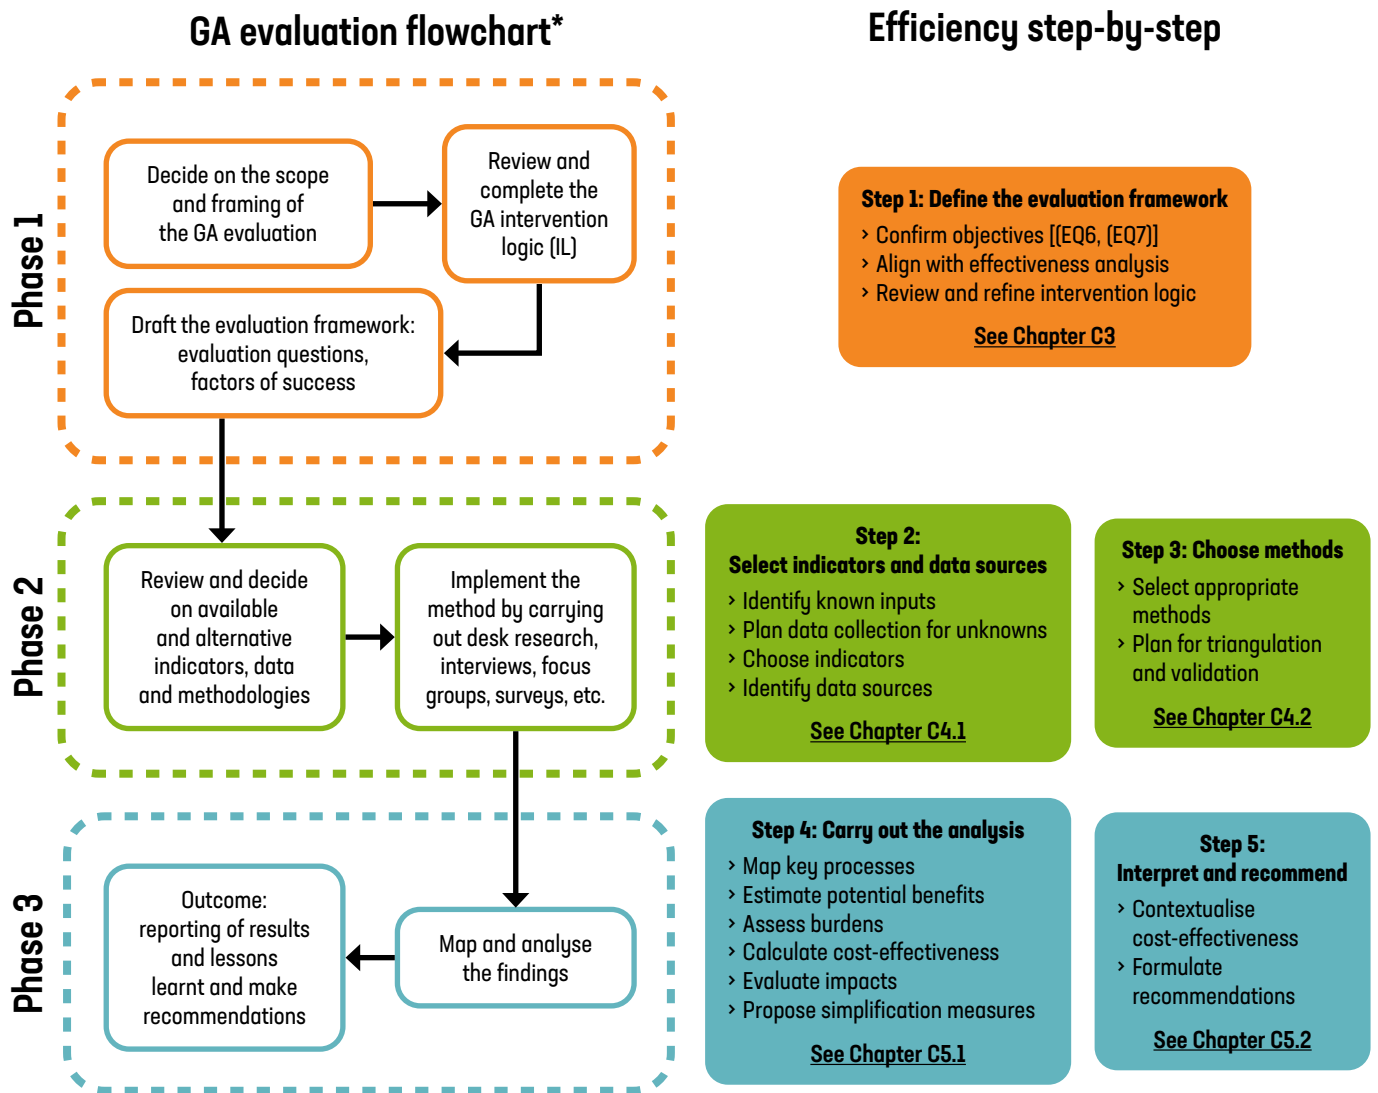 GA evaluation flowchart*
Efficiency step-by-step
Phase 1
Decide on the scope
and framing of
the GA evaluation
Review and
complete the
GA intervention
logic (IL)
Draft the evaluation framework:
evaluation questions,
factors of success
Step 1: Define the evaluation framework
› Confirm objectives [(EQ6, (EQ7)]
› Align with effectiveness analysis
› Review and refine intervention logic
See Chapter C3
Phase 2
Review and decide
on available
and alternative
indicators, data
and methodologies
Implement the
method by carrying
out desk research,
interviews, focus
groups, surveys, etc.
Step 2:
Select indicators and data sources
› Identify known inputs
› Plan data collection for unknowns
› Choose indicators
› Identify data sources
See Chapter C4.1
Step 3: Choose methods
› Select appropriate
methods
› Plan for triangulation
and validation
See Chapter C4.2
Phase 3
Outcome:
reporting of results
and lessons
learnt and make
recommendations
Map and analyse
the findings
Step 4: Carry out the analysis
› Map key processes
› Estimate potential benefits
› Assess burdens
› Calculate cost-effectiveness
› Evaluate impacts
› Propose simplification measures
See Chapter C5.1
Step 5:
Interpret and recommend
› Contextualise
cost-effectiveness
› Formulate
recommendations
See Chapter C5.2